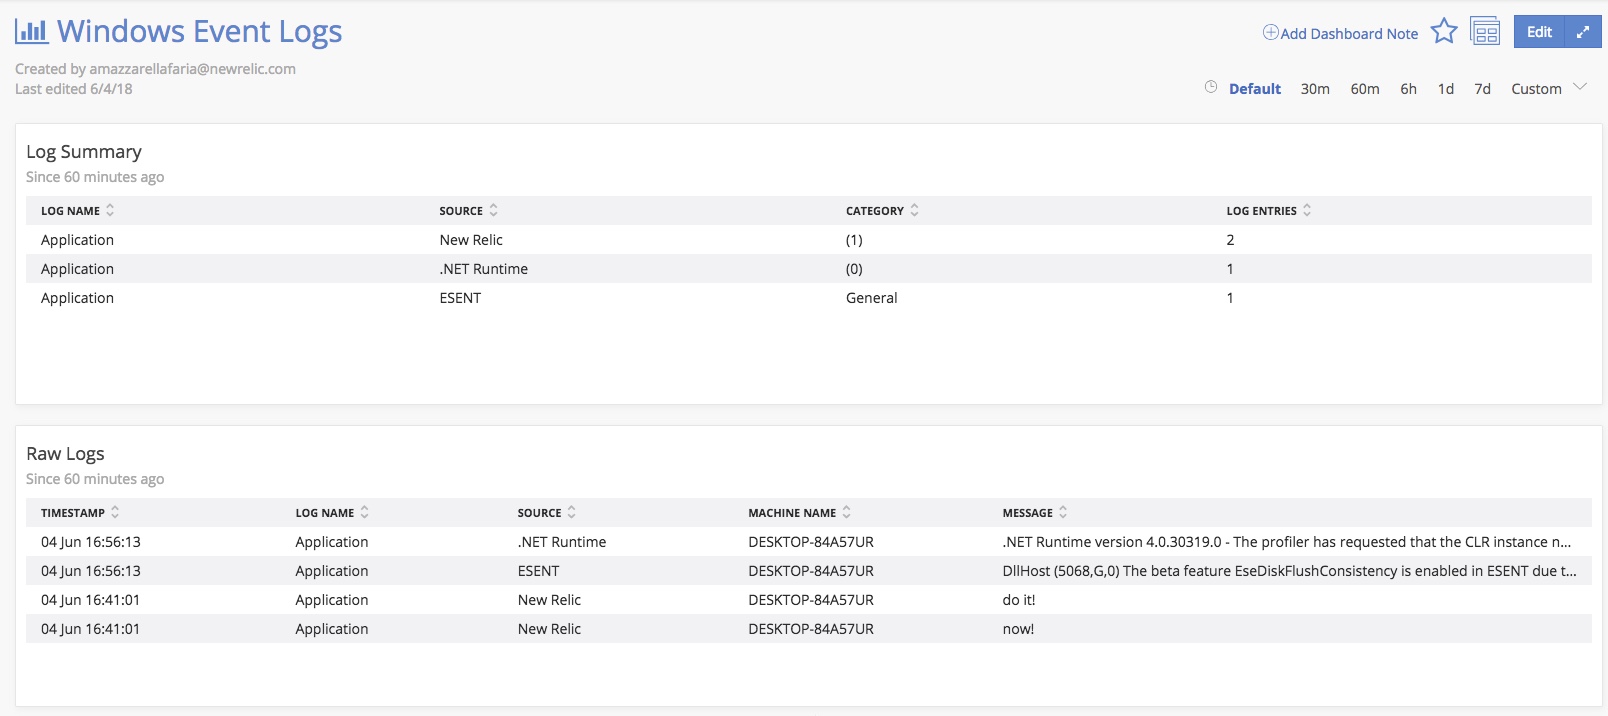 Windows Event Logs
Add Dashboard Note
Edit
Created by amazzarellafaria@newrelic.com
Last edited 6/4/18
Default 30m 60m 6h 1d 7d Custom
Log Summary
Since 60 minutes ago
LOG NAME SOURCE CATEGORY LOG ENTRIES
Application New Relic (1) 2
Application .NET Runtime (0) 1
Application ESENT General 1
Raw Logs
Since 60 minutes ago
TIMESTAMP LOG NAME SOURCE MACHINE NAME MESSAGE
04 Jun 16:56:13 Application .NET Runtime DESKTOP-84A57UR .NET Runtime version 4.0.30319.0 - The profiler has requested that the CLR instance n...
04 Jun 16:56:13 Application ESENT DESKTOP-84A57UR DllHost (5068,G,0) The beta feature EseDiskFlushConsistency is enabled in ESENT due t...
04 Jun 16:41:01 Application New Relic DESKTOP-84A57UR do it!
04 Jun 16:41:01 Application New Relic DESKTOP-84A57UR now!